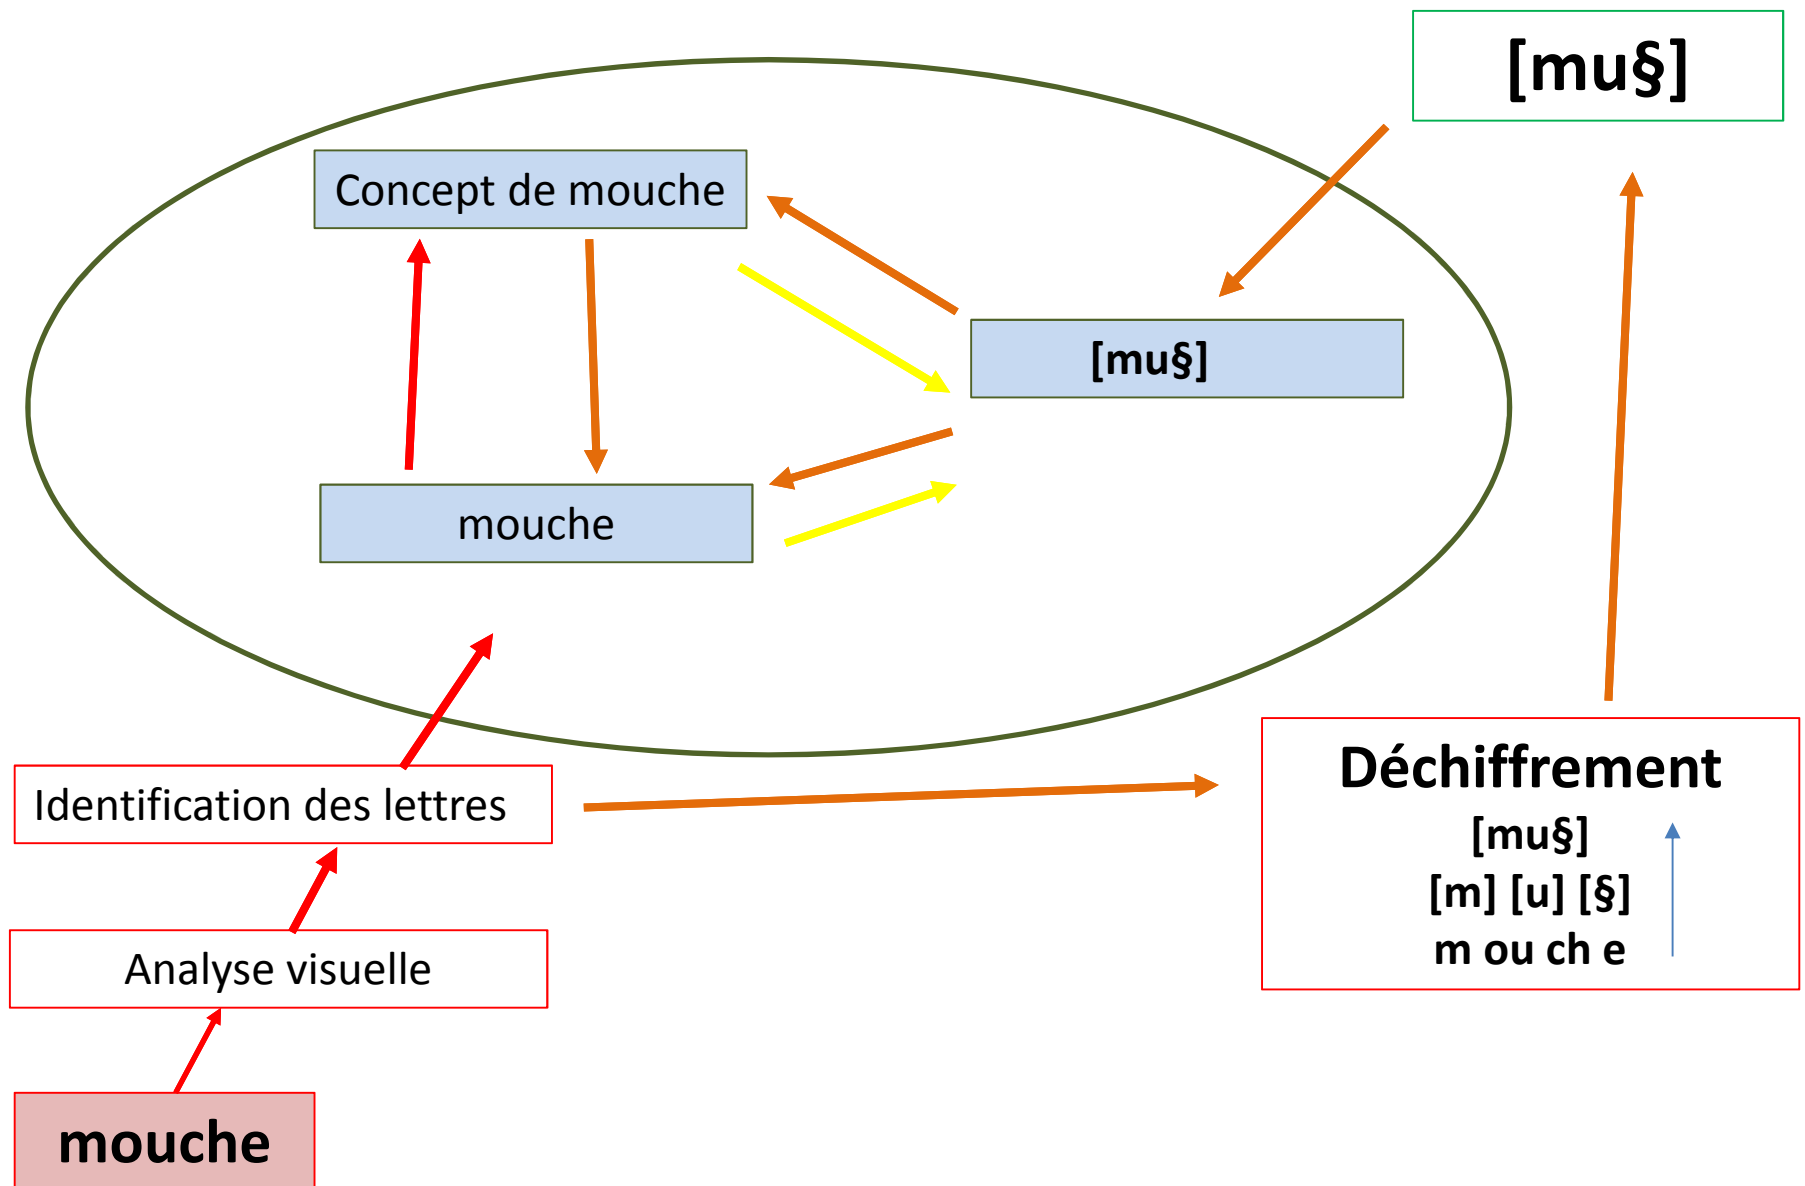 [mu§]
Concept de mouche
[mu§]
mouche
Identification des lettres
Déchiffrement
[mu§]
[m] [u] [§]
m ou ch e
Analyse visuelle
mouche